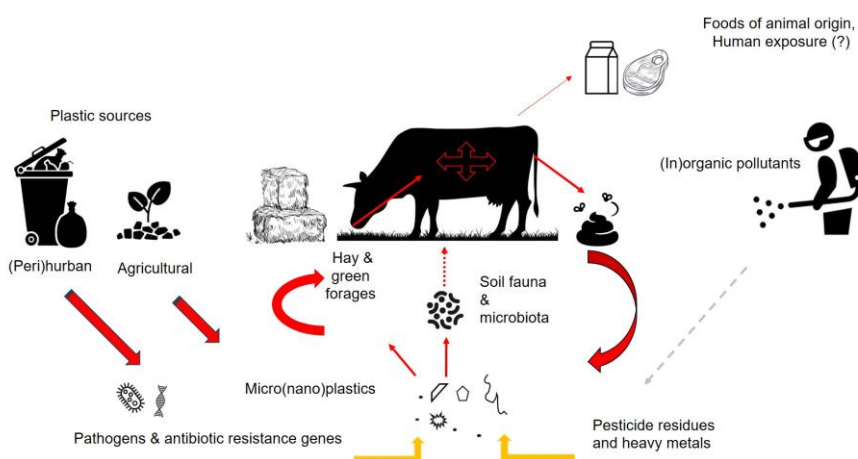 Foods of animal origin,
Human exposure (?)
Plastic sources
(In)organic pollutants
(Peri)hurban
Agricultural
Hay &
green
forages
Soil fauna
&
microbiota
Micro(nano)plastics
Pathogens & antibiotic resistance genes
Pesticide residues
and heavy metals